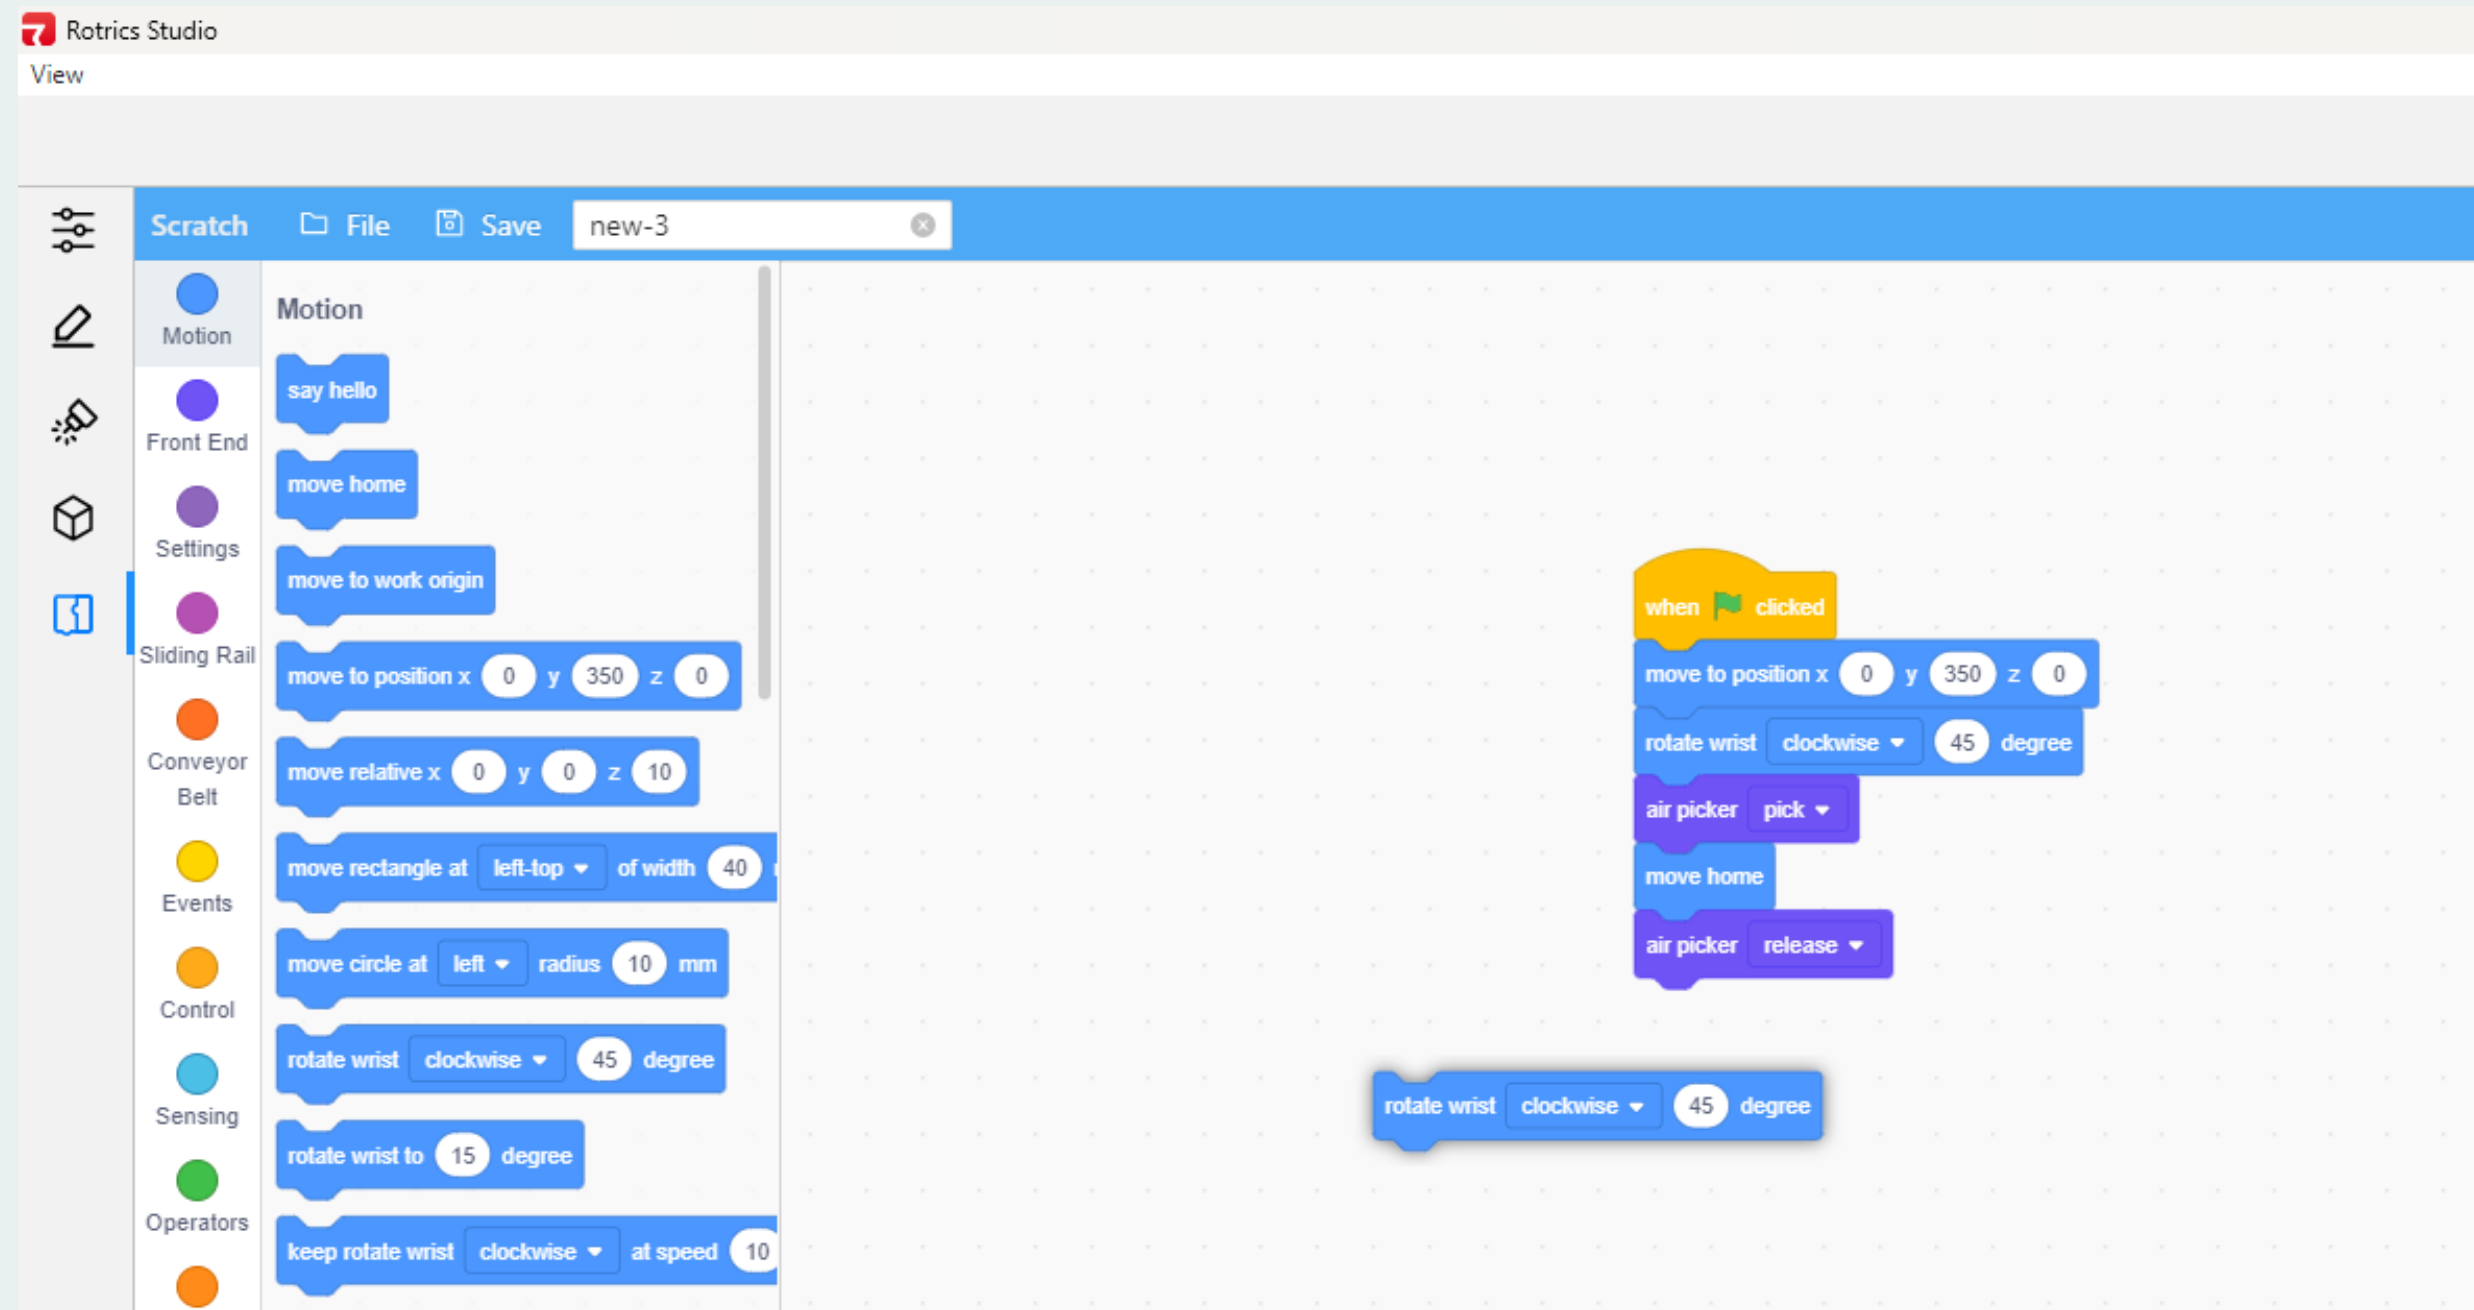 Rotrics Studio
View
Scratch File Save new-3
Motion
Front End
Settings
Sliding Rail
Conveyor
Belt
Events
Control
Sensing
Operators
Motion
say hello
move home
move to work origin
move to position x 0 y 350 z 0
move relative x 0 y 0 z 10
move rectangle at left-top of width 40
move circle at left radius 10 mm
rotate wrist clockwise 45 degree
rotate wrist to 15 degree
keep rotate wrist clockwise at speed 10
when clicked
move to position x 0 y 350 z 0
rotate wrist clockwise 45 degree
air picker pick
move home
air picker release
rotate wrist clockwise 45 degree